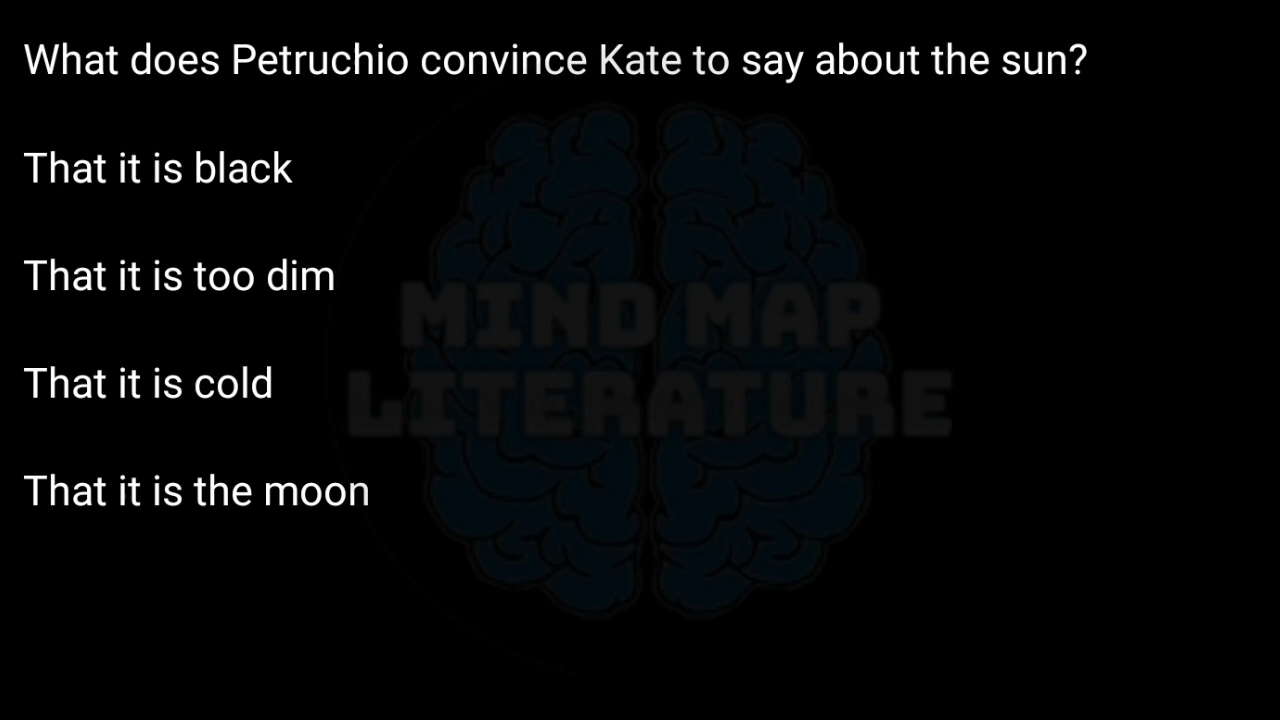 What does Petruchio convince Kate to say about the sun?
That it is black
That it is too dim
MIND MAP
LITERATURE
That it is cold
That it is the moon